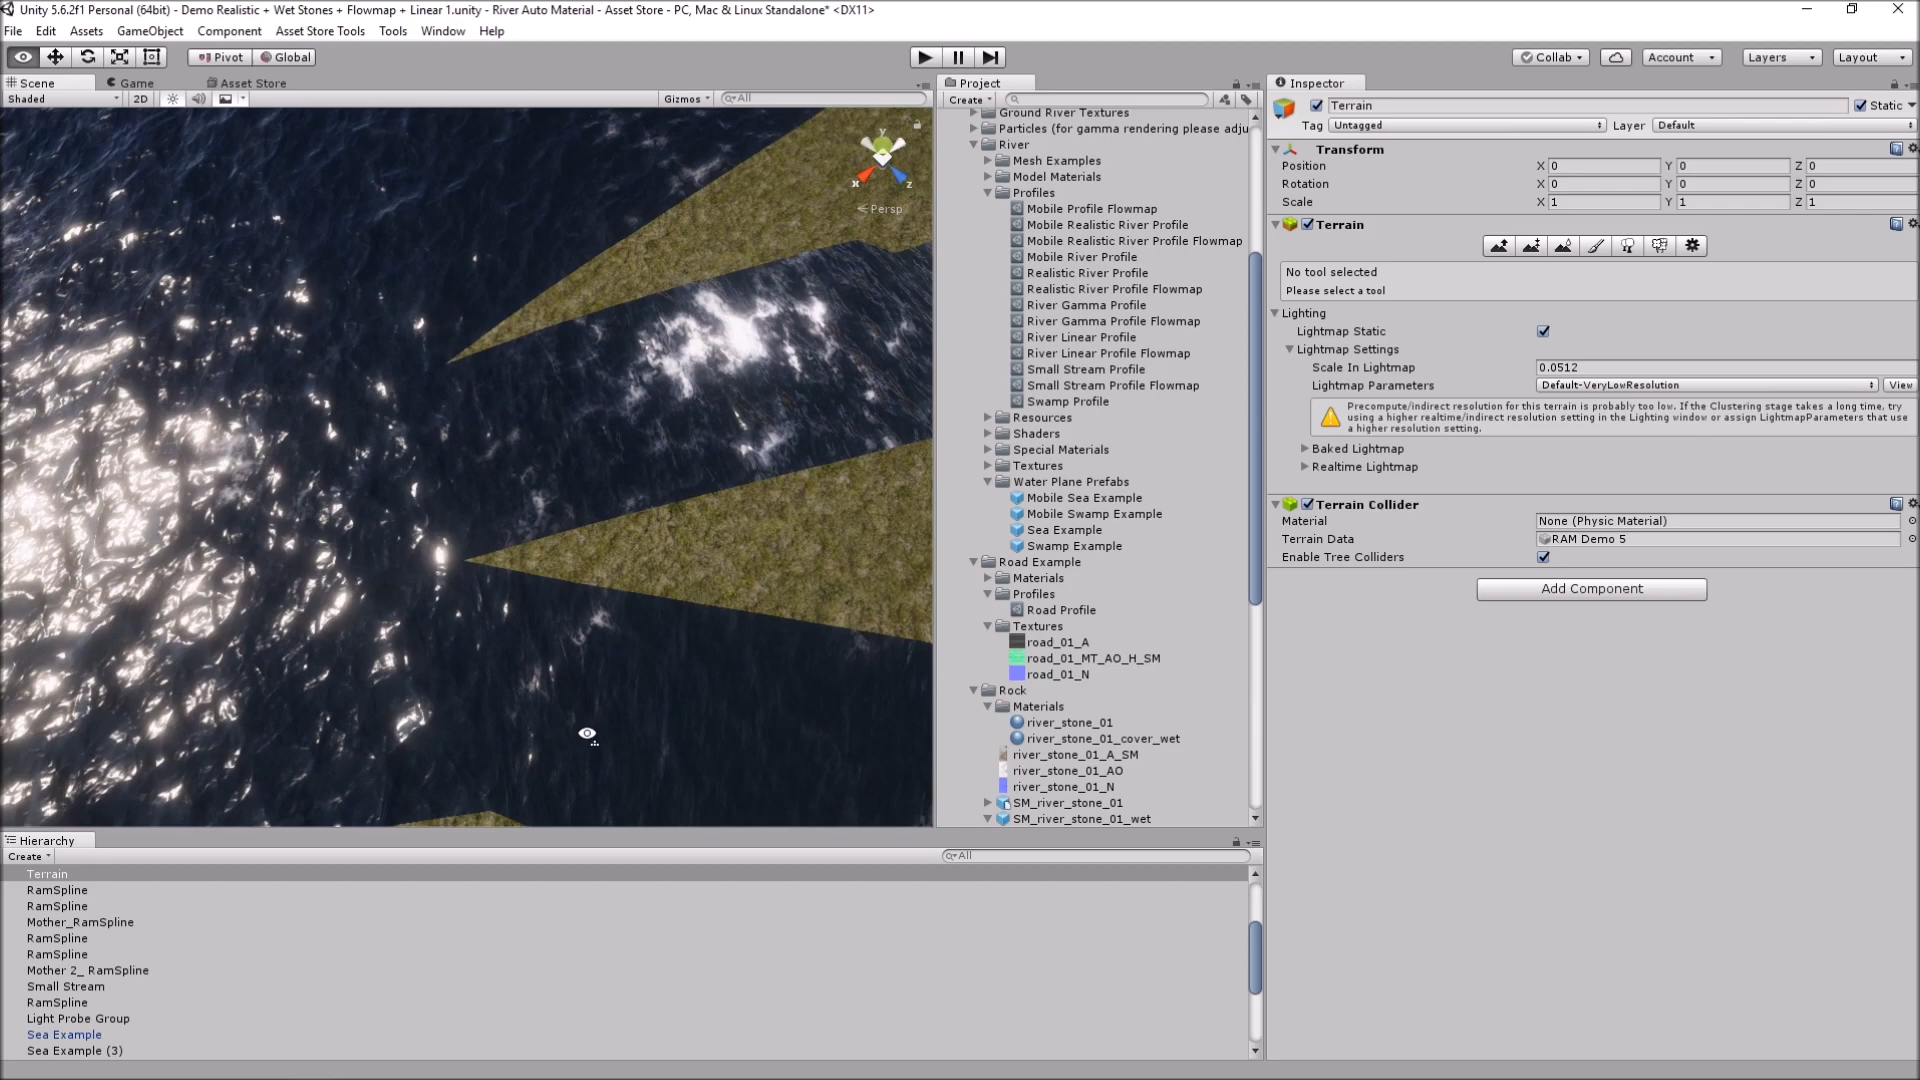 Unity 5.6.2f1 Personal (64bit) - Demo Realistic + Wet Stones + Flowmap + Linear 1.unity - River Auto Material - Asset Store - PC, Mac & Linux Standalone* <DX11>
File Edit Assets GameObject Component Asset Store Tools Tools Window Help
Pivot Global Collab Account Layers Layout
Scene Game Asset Store
Shaded 2D Gizmos All
y
x
z
Persp
Project
Create
Ground River Textures
Particles (for gamma rendering please adju
River
Mesh Examples
Model Materials
Profiles
Mobile Profile Flowmap
Mobile Realistic River Profile
Mobile Realistic River Profile Flowmap
Mobile River Profile
Realistic River Profile
Realistic River Profile Flowmap
River Gamma Profile
River Gamma Profile Flowmap
River Linear Profile
River Linear Profile Flowmap
Small Stream Profile
Small Stream Profile Flowmap
Swamp Profile
Resources
Shaders
Special Materials
Textures
Water Plane Prefabs
Mobile Sea Example
Mobile Swamp Example
Sea Example
Swamp Example
Road Example
Materials
Profiles
Road Profile
Textures
road_01_A
road_01_MT_AO_H_SM
road_01_N
Rock
Materials
river_stone_01
river_stone_01_cover_wet
river_stone_01_A_SM
river_stone_01_AO
river_stone_01_N
SM_river_stone_01
SM_river_stone_01_wet
Inspector
Terrain Static
Tag Untagged Layer Default
Transform
Position X 0 Y 0 Z 0
Rotation X 0 Y 0 Z 0
Scale X 1 Y 1 Z 1
Terrain
No tool selected
Please select a tool
Lighting
Lightmap Static
Lightmap Settings
Scale In Lightmap 0.0512
Lightmap Parameters Default-VeryLowResolution View
Precompute/indirect resolution for this terrain is probably too low. If the Clustering stage takes a long time, try
using a higher realtime/indirect resolution setting in the Lighting window or assign LightmapParameters that use
a higher resolution setting.
Baked Lightmap
Realtime Lightmap
Terrain Collider
Material None (Physic Material)
Terrain Data RAM Demo 5
Enable Tree Colliders
Add Component
Hierarchy
Create All
Terrain
RamSpline
RamSpline
Mother_RamSpline
RamSpline
RamSpline
Mother 2_ RamSpline
Small Stream
RamSpline
Light Probe Group
Sea Example
Sea Example (3)